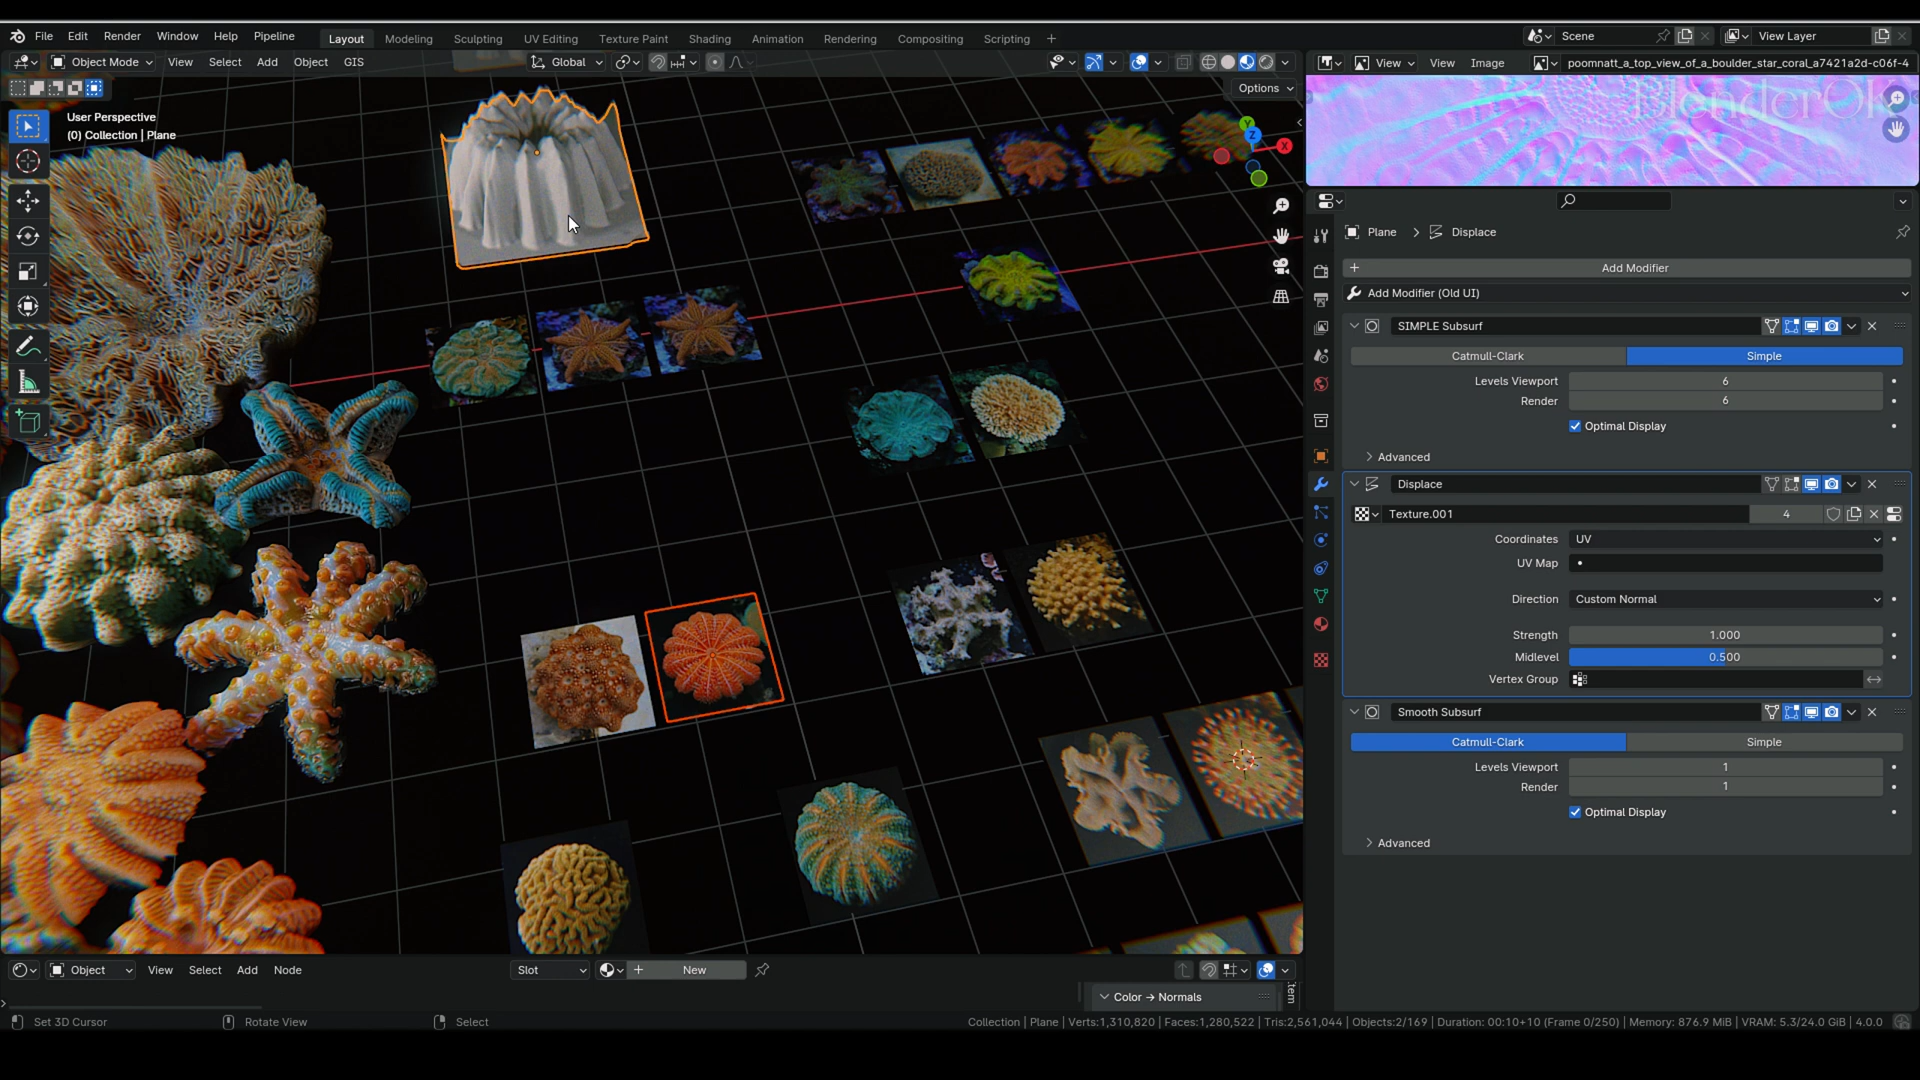 File Edit Render Window Help Pipeline Layout Modeling Sculpting UV Editing Texture Paint Shading Animation Rendering Compositing Scripting Scene View Layer
Object Mode View Select Add Object GIS Global View View Image poomnatt_a_top_view_of_a_boulder_star_coral_a7421a2d-c06f-4
Options
User Perspective
(0) Collection | Plane
Y
Z
X
Plane > Displace
Add Modifier
Add Modifier (Old UI)
SIMPLE Subsurf
Catmull-Clark Simple
Levels Viewport 6
Render 6
Optimal Display
Advanced
Displace
Texture.001 4
Coordinates UV
UV Map
Direction Custom Normal
Strength 1.000
Midlevel 0.500
Vertex Group
Smooth Subsurf
Catmull-Clark Simple
Levels Viewport 1
Render 1
Optimal Display
Advanced
Object View Select Add Node Slot New
Color → Normals
Set 3D Cursor Rotate View Select Collection | Plane | Verts:1,310,820 | Faces:1,280,522 | Tris:2,561,044 | Objects:2/169 | Duration: 00:10+10 (Frame 0/250) | Memory: 876.9 MiB | VRAM: 5.3/24.0 GiB | 4.0.0